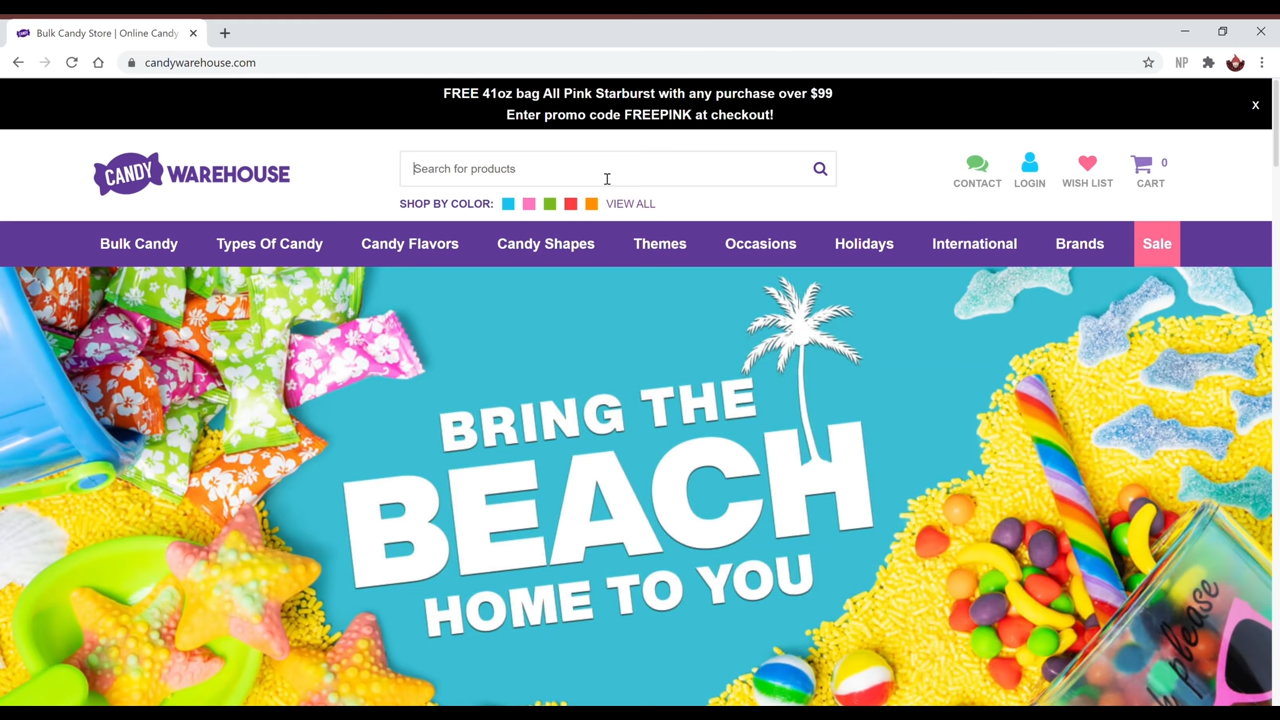 Bulk Candy Store | Online Candy
candywarehouse.com
NP
FREE 41oz bag All Pink Starburst with any purchase over $99
Enter promo code FREEPINK at checkout!
X
CANDY WAREHOUSE
Search for products
CONTACT
LOGIN
WISH LIST
0
CART
SHOP BY COLOR:
VIEW ALL
Bulk Candy
Types Of Candy
Candy Flavors
Candy Shapes
Themes
Occasions
Holidays
International
Brands
Sale
BRING THE
BEACH
HOME TO YOU